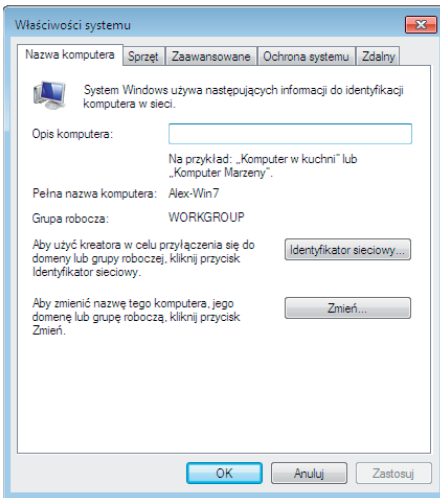 Właściwości systemu
Nazwa komputera Sprzęt Zaawansowane Ochrona systemu Zdalny
System Windows używa następujących informacji do identyfikacji
komputera w sieci.
Opis komputera:
Na przykład: „Komputer w kuchni” lub
„Komputer Marzeny”.
Pełna nazwa komputera: Alex-Win7
Grupa robocza: WORKGROUP
Aby użyć kreatora w celu przyłączenia się do
domeny lub grupy roboczej, kliknij przycisk
Identyfikator sieciowy.
Identyfikator sieciowy...
Aby zmienić nazwę tego komputera, jego
domenę lub grupę roboczą, kliknij przycisk
Zmień.
Zmień...
OK Anuluj Zastosuj